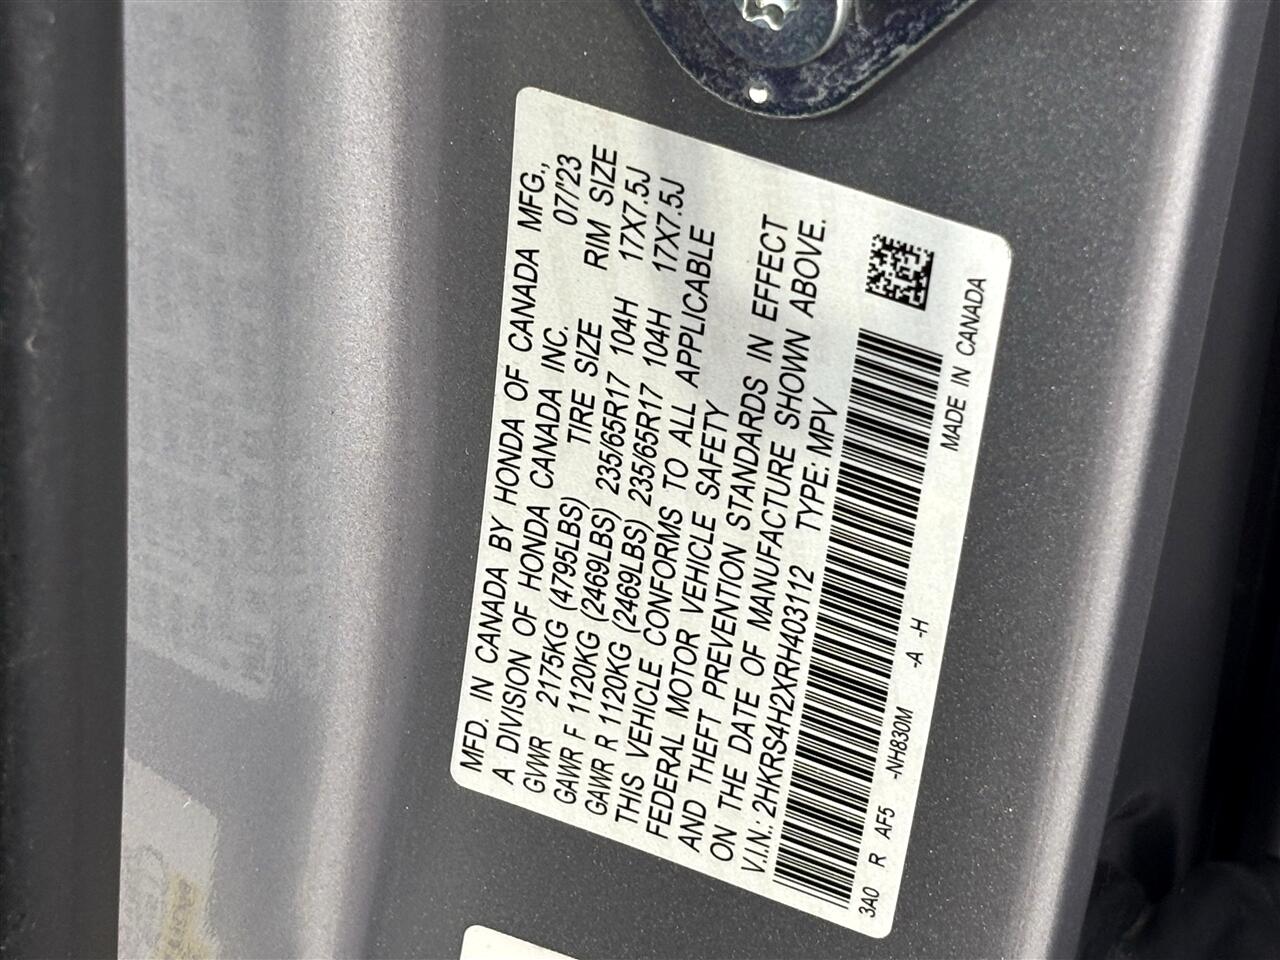 MFD. IN CANADA BY HONDA OF CANADA MFG.,
A DIVISION OF HONDA CANADA INC. 07/'23
GVWR 2175KG (4795LBS) TIRE SIZE RIM SIZE
GAWR F 1120KG (2469LBS) 235/65R17 104H 17X7.5J
GAWR R 1120KG (2469LBS) 235/65R17 104H 17X7.5J
THIS VEHICLE CONFORMS TO ALL APPLICABLE
FEDERAL MOTOR VEHICLE SAFETY
AND THEFT PREVENTION STANDARDS IN EFFECT
ON THE DATE OF MANUFACTURE SHOWN ABOVE.
V.I.N.: 2HKRS4H2XRH403112 TYPE: MPV
3A0 R AF5 -NH830M -A -H MADE IN CANADA